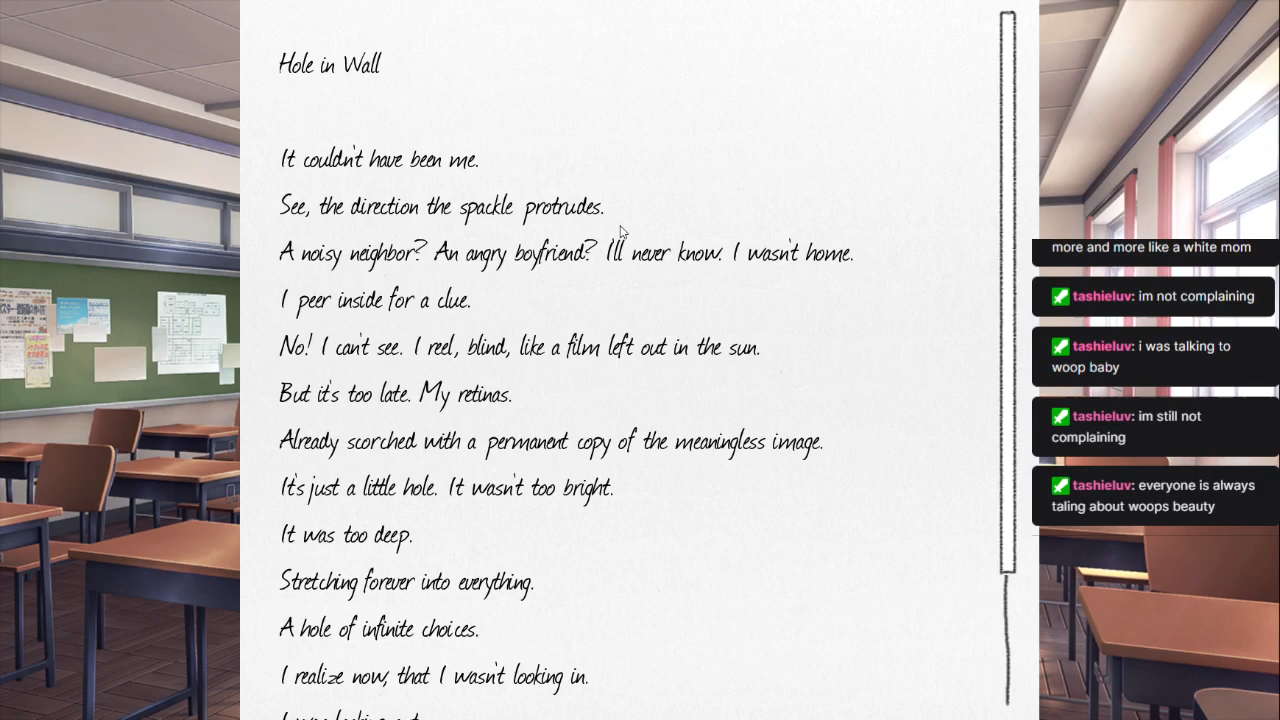 Hole in Wall
It couldn't have been me.
See, the direction the spackle protrudes.
A noisy neighbor? An angry boyfriend? I'll never know. I wasn't home.
I peer inside for a clue.
No! I can't see. I reel, blind, like a film left out in the sun.
But it's too late. My retinas.
Already scorched with a permanent copy of the meaningless image.
It's just a little hole. It wasn't too bright.
It was too deep.
Stretching forever into everything.
A hole of infinite choices.
I realize now, that I wasn't looking in.
more and more like a white mom
tashieluv: im not complaining
tashieluv: i was talking to
woop baby
tashieluv: im still not
complaining
tashieluv: everyone is always
taling about woops beauty